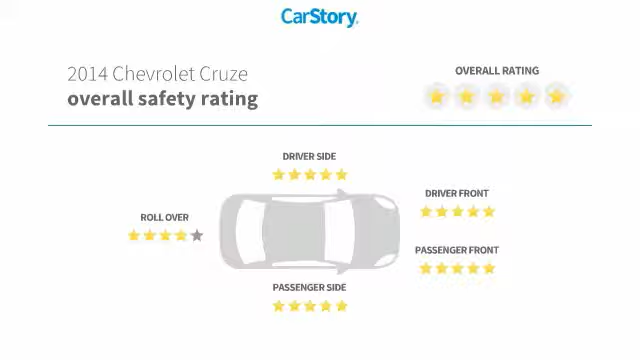 CarStory.
2014 Chevrolet Cruze
overall safety rating
OVERALL RATING
DRIVER SIDE
DRIVER FRONT
ROLL OVER
PASSENGER FRONT
PASSENGER SIDE